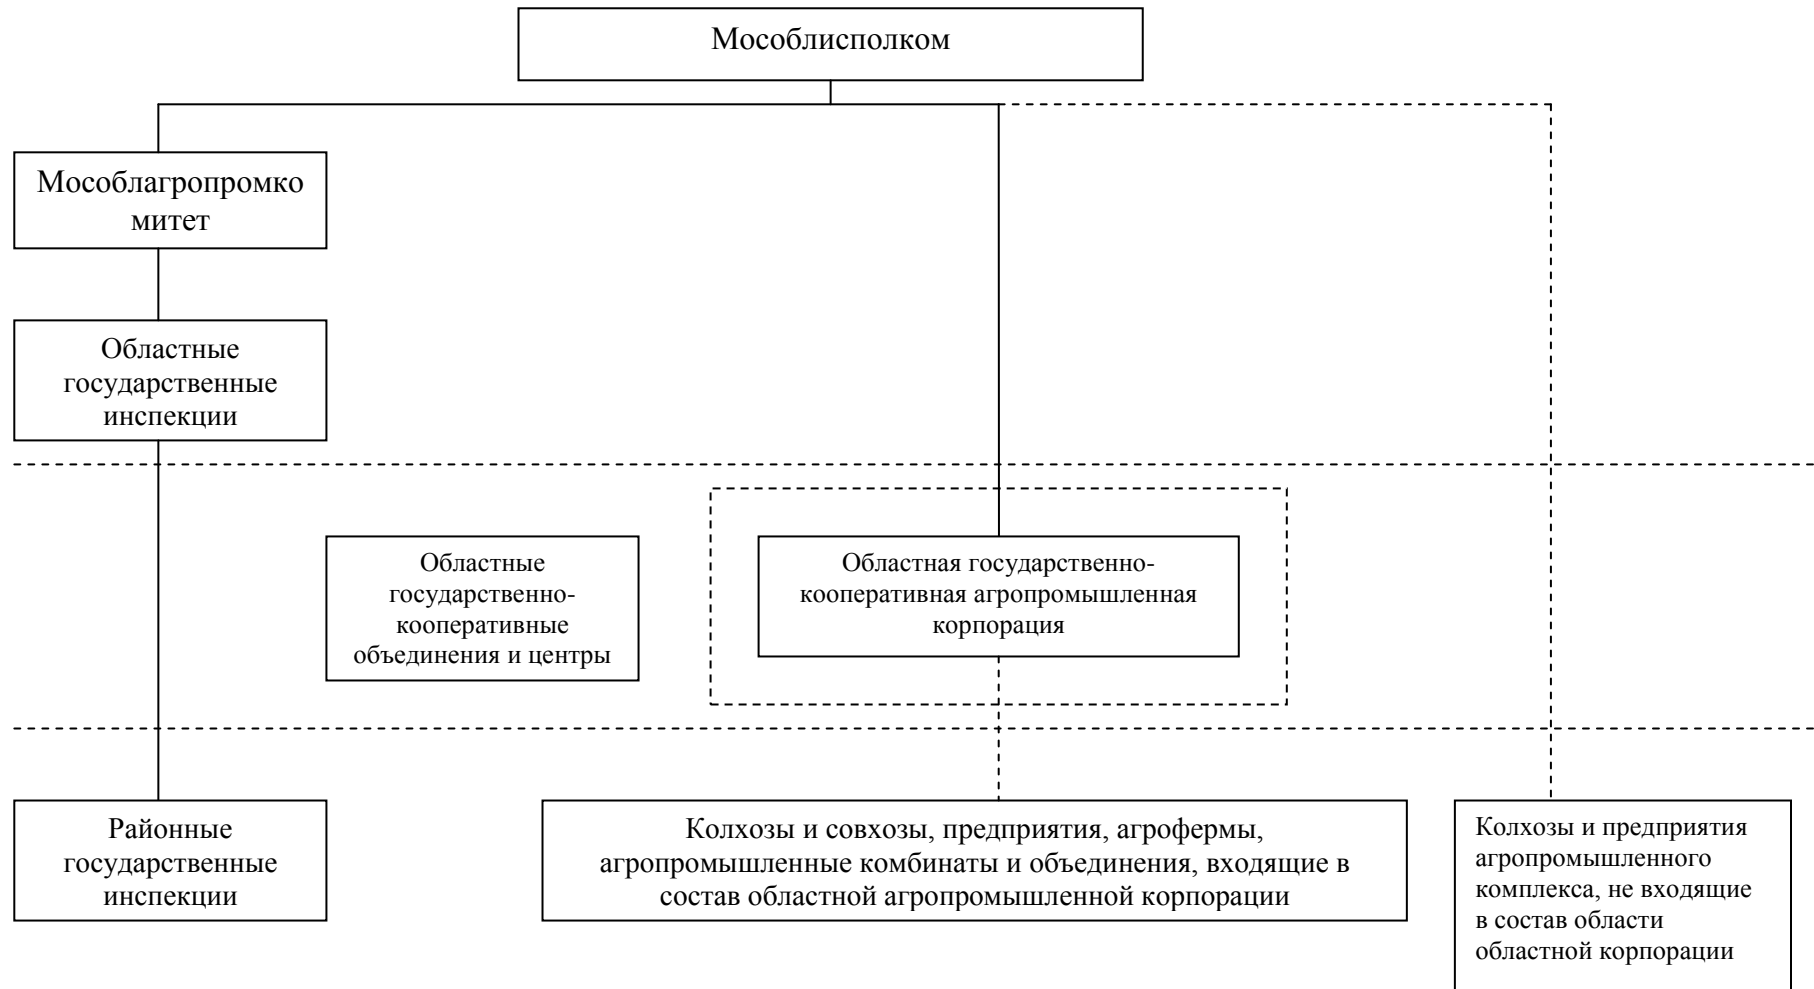 Мособлисполком
Мособлагропромко
митет
Областные
государственные
инспекции
Областные
государственно-
кооперативные
объединения и центры
Областная государственно-
кооперативная агропромышленная
корпорация
Районные
государственные
инспекции
Колхозы и совхозы, предприятия, агрофермы,
агропромышленные комбинаты и объединения, входящие в
состав областной агропромышленной корпорации
Колхозы и предприятия
агропромышленного
комплекса, не входящие
в состав области
областной корпорации